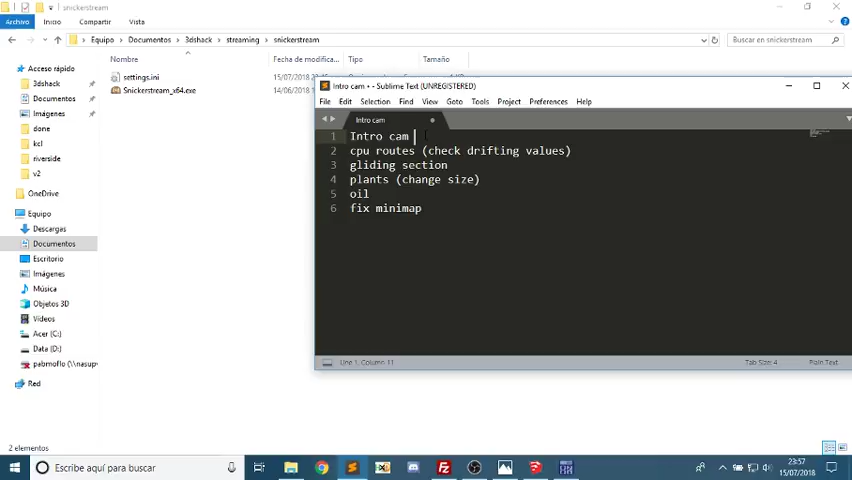 snickerstream
Archivo Inicio Compartir Vista
Equipo Documentos 3dshack streaming snickerstream
Buscar en snickerstream
Nombre Fecha de modifica... Tipo Tamaño
Acceso rápido
3dshack
Documentos
Imágenes
done
kcl
riverside
v2
OneDrive
Equipo
Descargas
Documentos
Escritorio
Imágenes
Música
Objetos 3D
Vídeos
Acer (C:)
Data (D:)
pabmoflo (\\nasup
Red
settings.ini 15/07/2018
Snickerstream_x64.exe 14/06/
Intro cam • - Sublime Text (UNREGISTERED)
File Edit Selection Find View Goto Tools Project Preferences Help
Intro cam
1 Intro cam
2 cpu routes (check drifting values)
3 gliding section
4 plants (change size)
5 oil
6 fix minimap
Line 1, Column 11 Tab Size: 4 Plain Text
2 elementos
Escribe aquí para buscar
23:57
15/07/2018